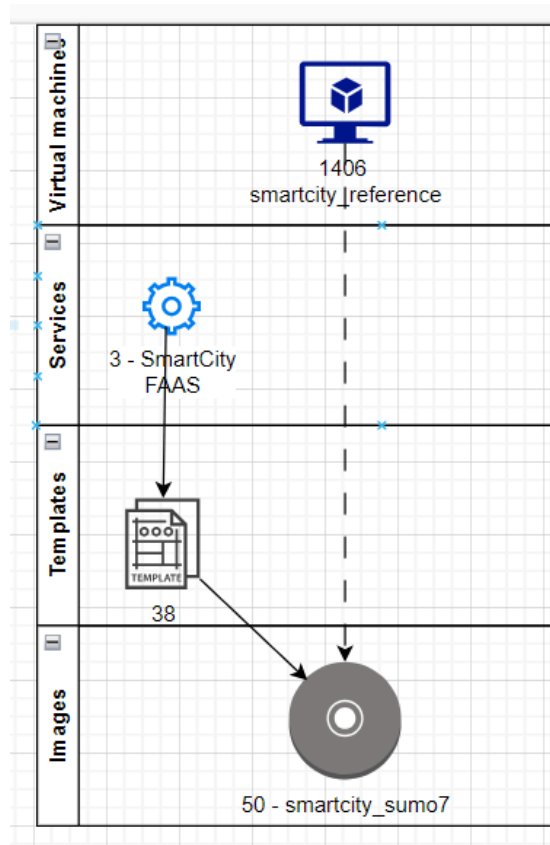 Virtual machines
1406
smartcity_reference
Services
3 - SmartCity
FAAS
Templates
TEMPLATE
38
Images
50 - smartcity_sumo7